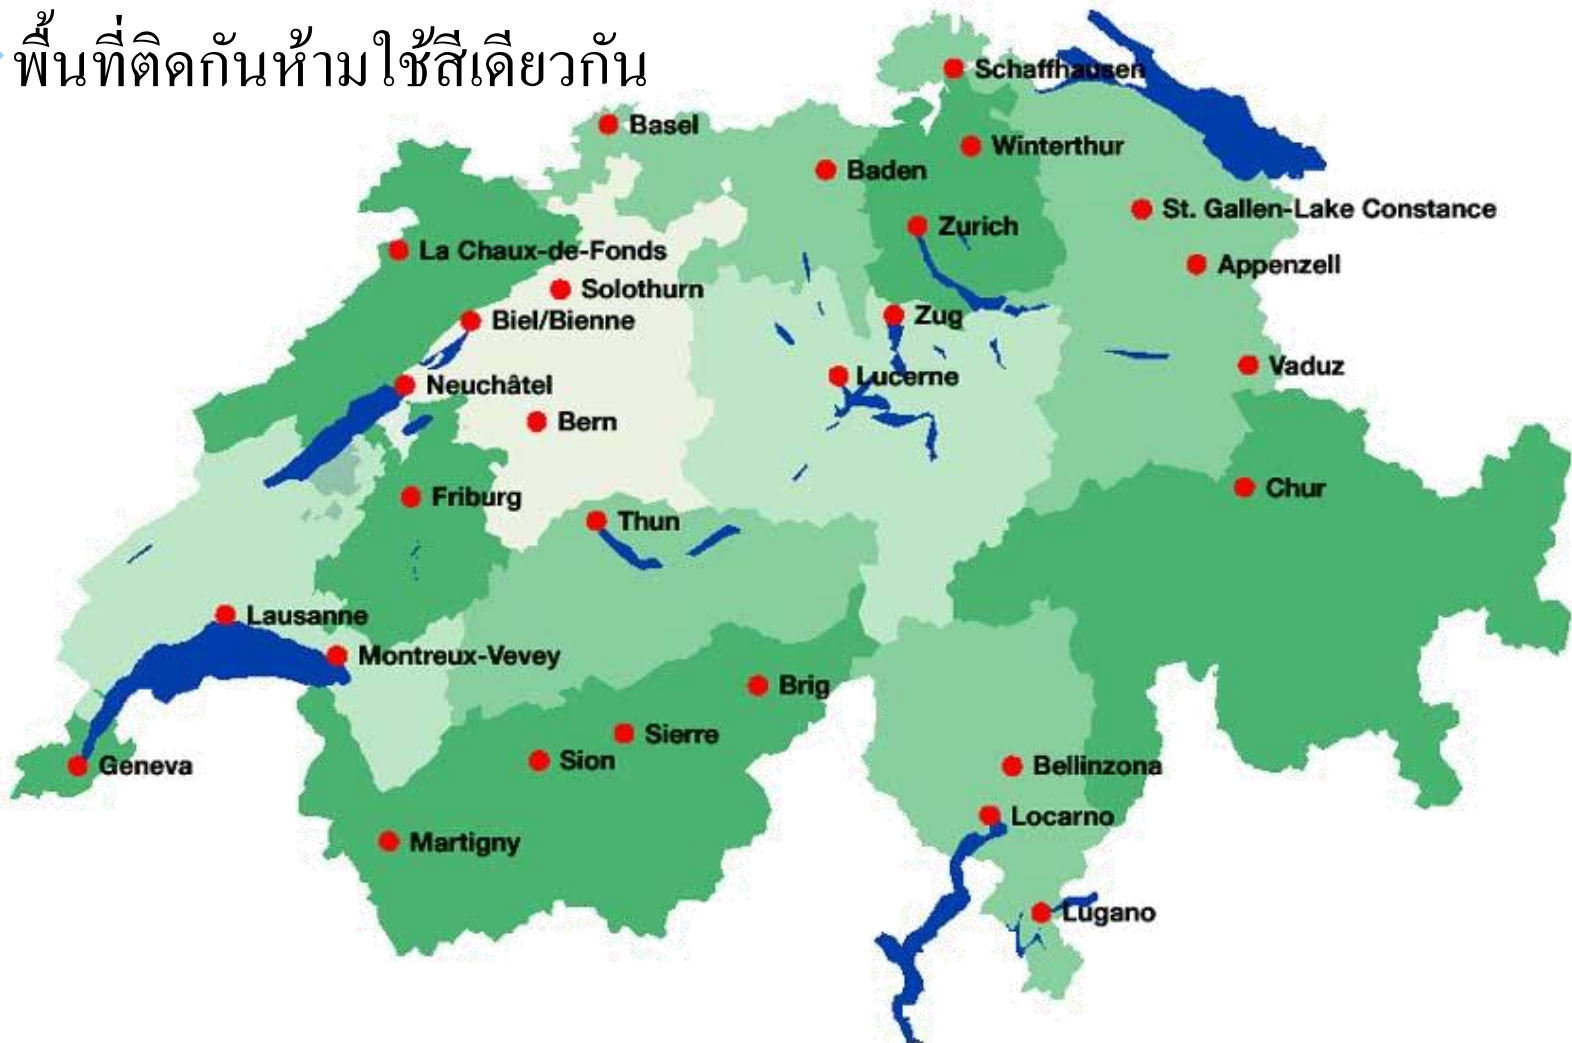 พื้นที่ติดกันห้ามใช้สีเดียวกัน
Schaffhausen
Basel
Winterthur
Baden
St. Gallen-Lake Constance
Zurich
La Chaux-de-Fonds
Appenzell
Solothurn
Zug
Biel/Bienne
Vaduz
Lucerne
Neuchâtel
Bern
Chur
Friburg
Thun
Lausanne
Montreux-Vevey
Brig
Sierre
Sion
Geneva
Bellinzona
Locarno
Martigny
Lugano